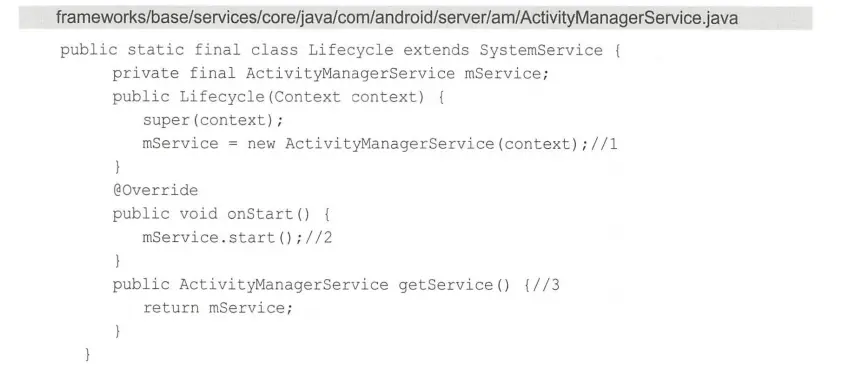 frameworks/base/services/core/java/com/android/server/am/ActivityManagerService.java
public static final class Lifecycle extends SystemService {
private final ActivityManagerService mService;
public Lifecycle(Context context) {
super(context);
mService = new ActivityManagerService(context);//1
}
@Override
public void onStart() {
mService.start();//2
}
public ActivityManagerService getService() {//3
return mService;
}
}